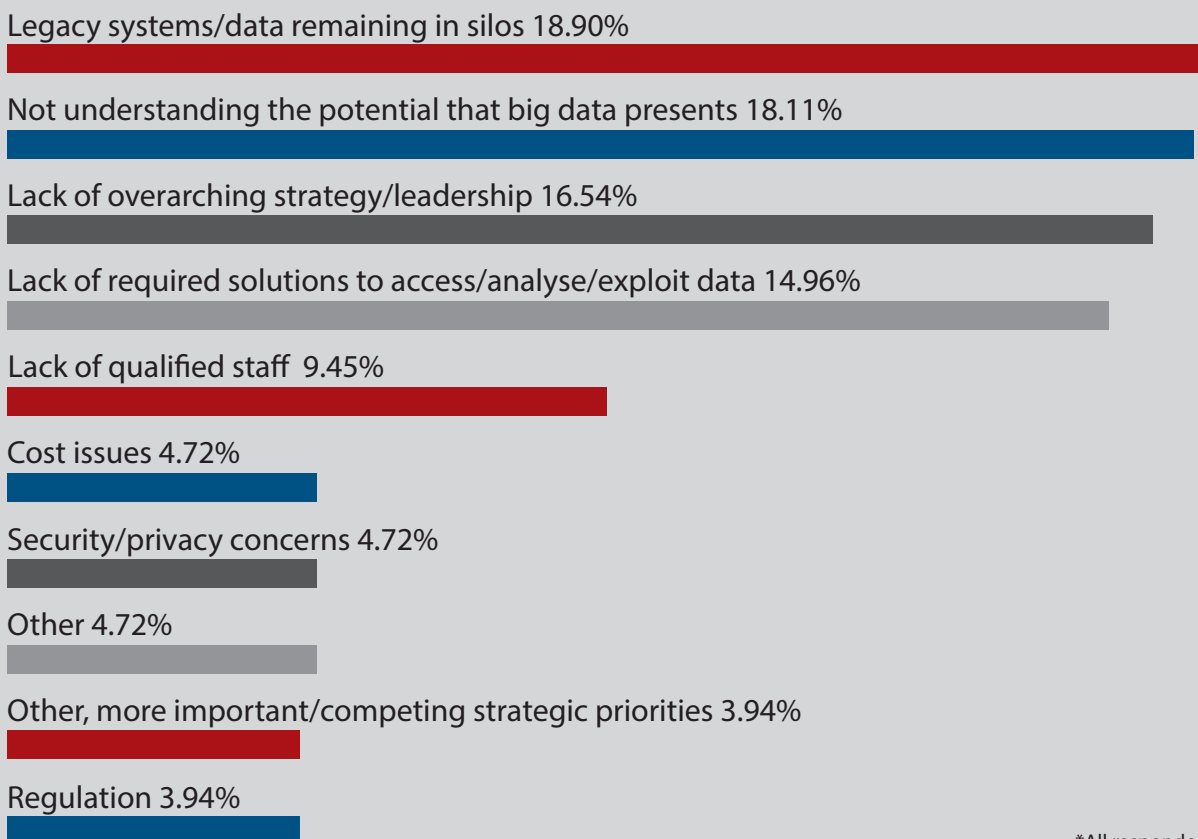 Legacy systems/data remaining in silos 18.90%
Not understanding the potential that big data presents 18.11%
Lack of overarching strategy/leadership 16.54%
Lack of required solutions to access/analyse/exploit data 14.96%
Lack of qualified staff 9.45%
Cost issues 4.72%
Security/privacy concerns 4.72%
Other 4.72%
Other, more important/competing strategic priorities 3.94%
Regulation 3.94%
*All